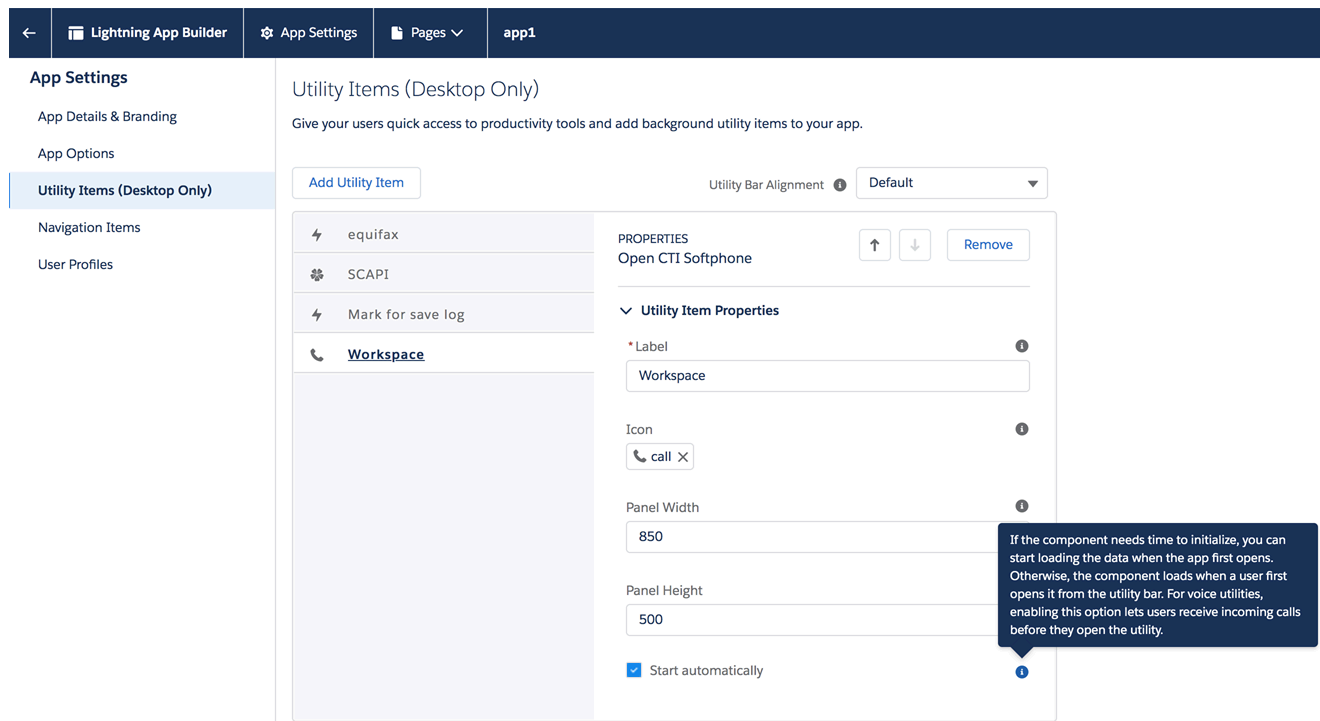 Lightning App Builder
App Settings
Pages
app1
App Settings
App Details & Branding
App Options
Utility Items (Desktop Only)
Navigation Items
User Profiles
Utility Items (Desktop Only)
Give your users quick access to productivity tools and add background utility items to your app.
Add Utility Item
Utility Bar Alignment
Default
equifax
SCAPI
Mark for save log
Workspace
PROPERTIES
Open CTI Softphone
Remove
Utility Item Properties
*Label
Workspace
Icon
call
Panel Width
850
Panel Height
500
Start automatically
If the component needs time to initialize, you can
start loading the data when the app first opens.
Otherwise, the component loads when a user first
opens it from the utility bar. For voice utilities,
enabling this option lets users receive incoming calls
before they open the utility.